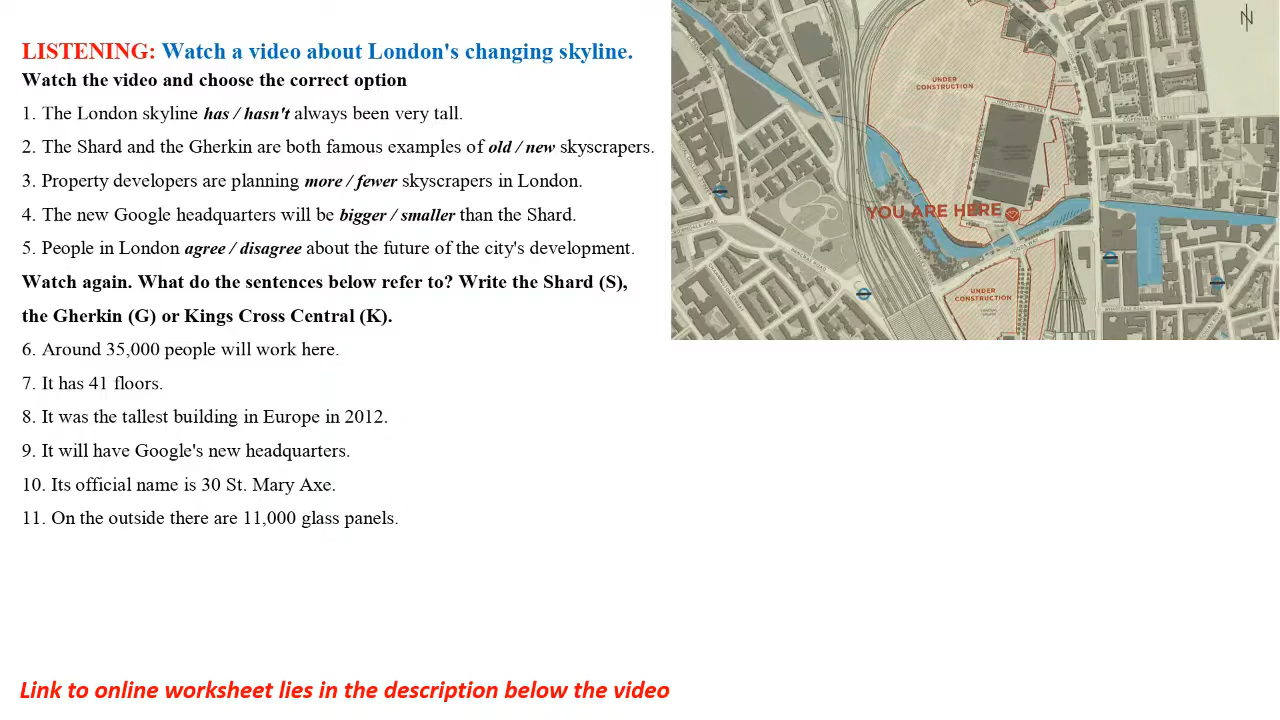 LISTENING: Watch a video about London's changing skyline.
Watch the video and choose the correct option
1. The London skyline has / hasn't always been very tall.
2. The Shard and the Gherkin are both famous examples of old / new skyscrapers.
3. Property developers are planning more / fewer skyscrapers in London.
4. The new Google headquarters will be bigger / smaller than the Shard.
5. People in London agree / disagree about the future of the city's development.
Watch again. What do the sentences below refer to? Write the Shard (S),
the Gherkin (G) or Kings Cross Central (K).
6. Around 35,000 people will work here.
7. It has 41 floors.
8. It was the tallest building in Europe in 2012.
9. It will have Google's new headquarters.
10. Its official name is 30 St. Mary Axe.
11. On the outside there are 11,000 glass panels.
N
UNDER
CONSTRUCTION
YOU ARE HERE
PANCRAS ROAD
UNDER
CONSTRUCTION
Link to online worksheet lies in the description below the video